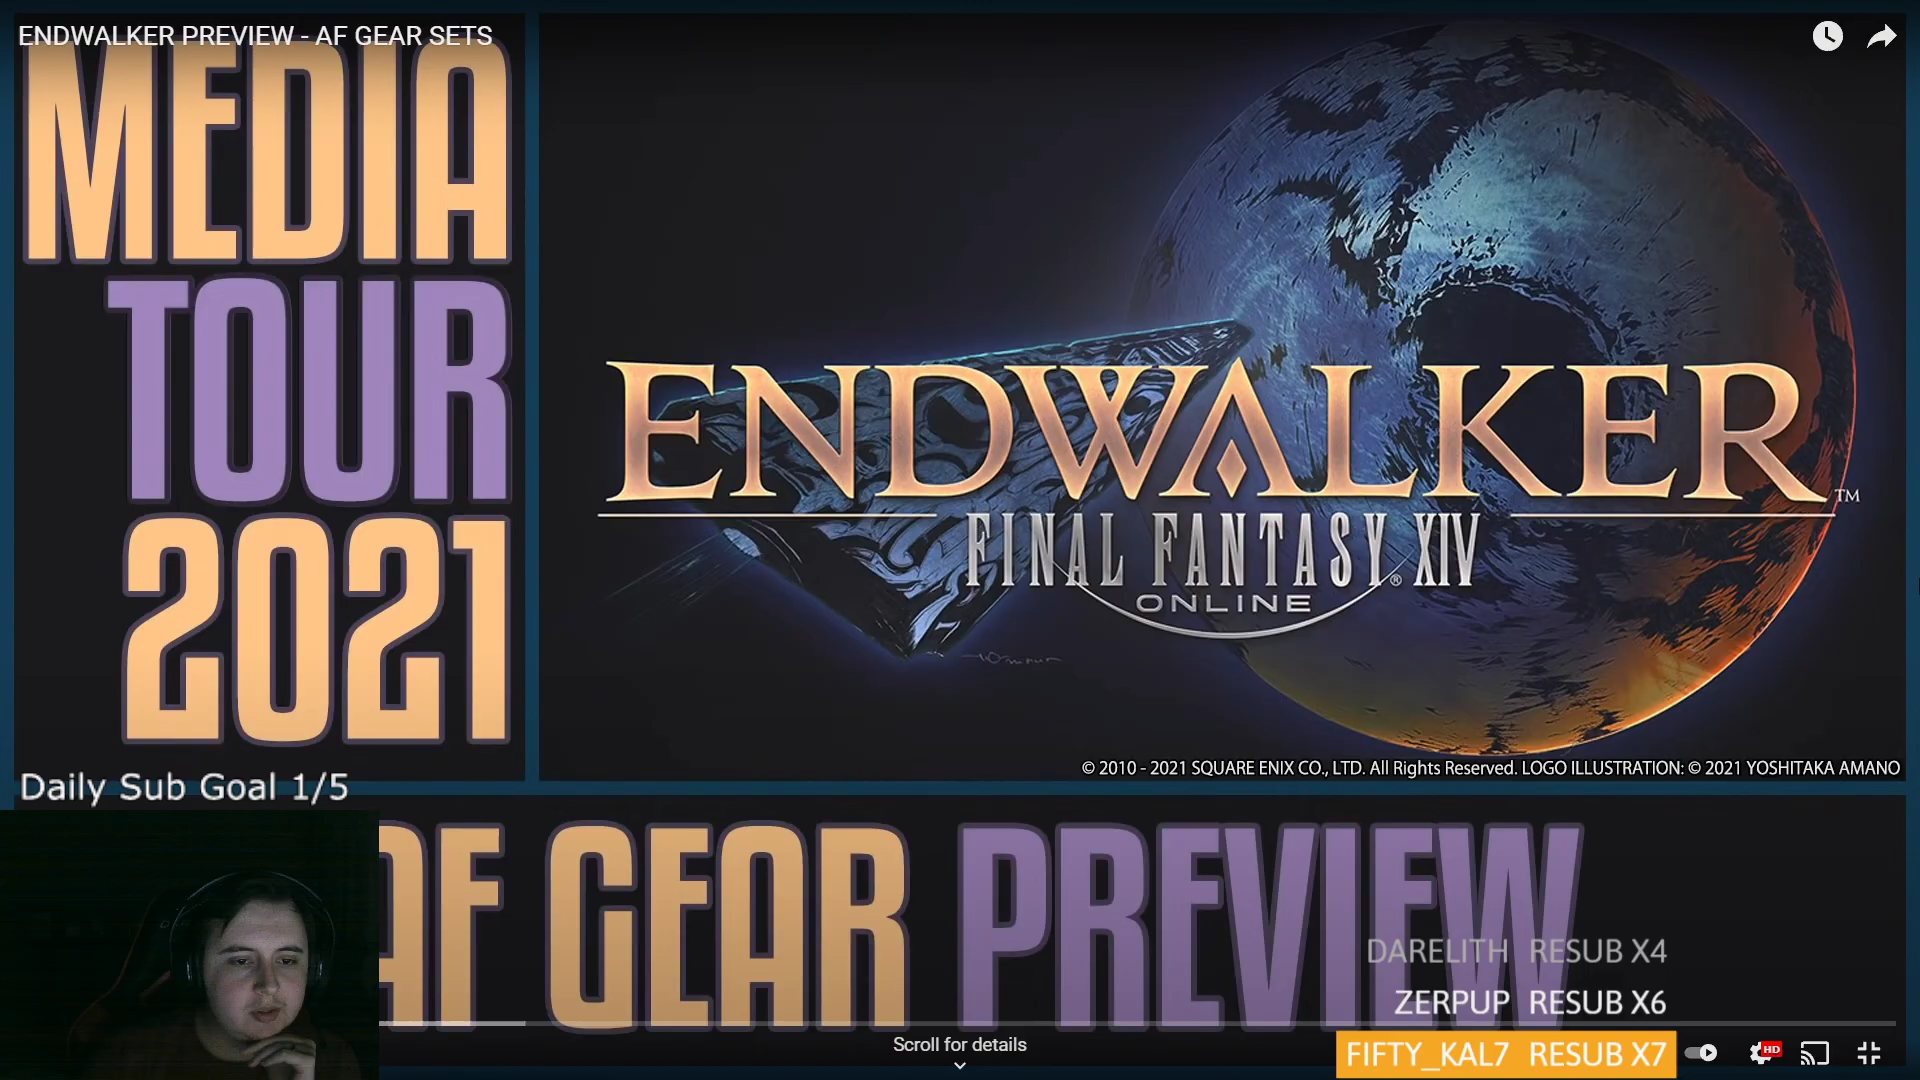 ENDWALKER PREVIEW - AF GEAR SETS
MEDIA
TOUR
2021
ENDWALKER™
FINAL FANTASY® XIV
ONLINE
© 2010 - 2021 SQUARE ENIX CO., LTD. All Rights Reserved. LOGO ILLUSTRATION: © 2021 YOSHITAKA AMANO
Daily Sub Goal 1/5
AF GEAR PREVIEW
DARELITH RESUB X4
ZERPUP RESUB X6
FIFTY_KAL7 RESUB X7
Scroll for details
HD